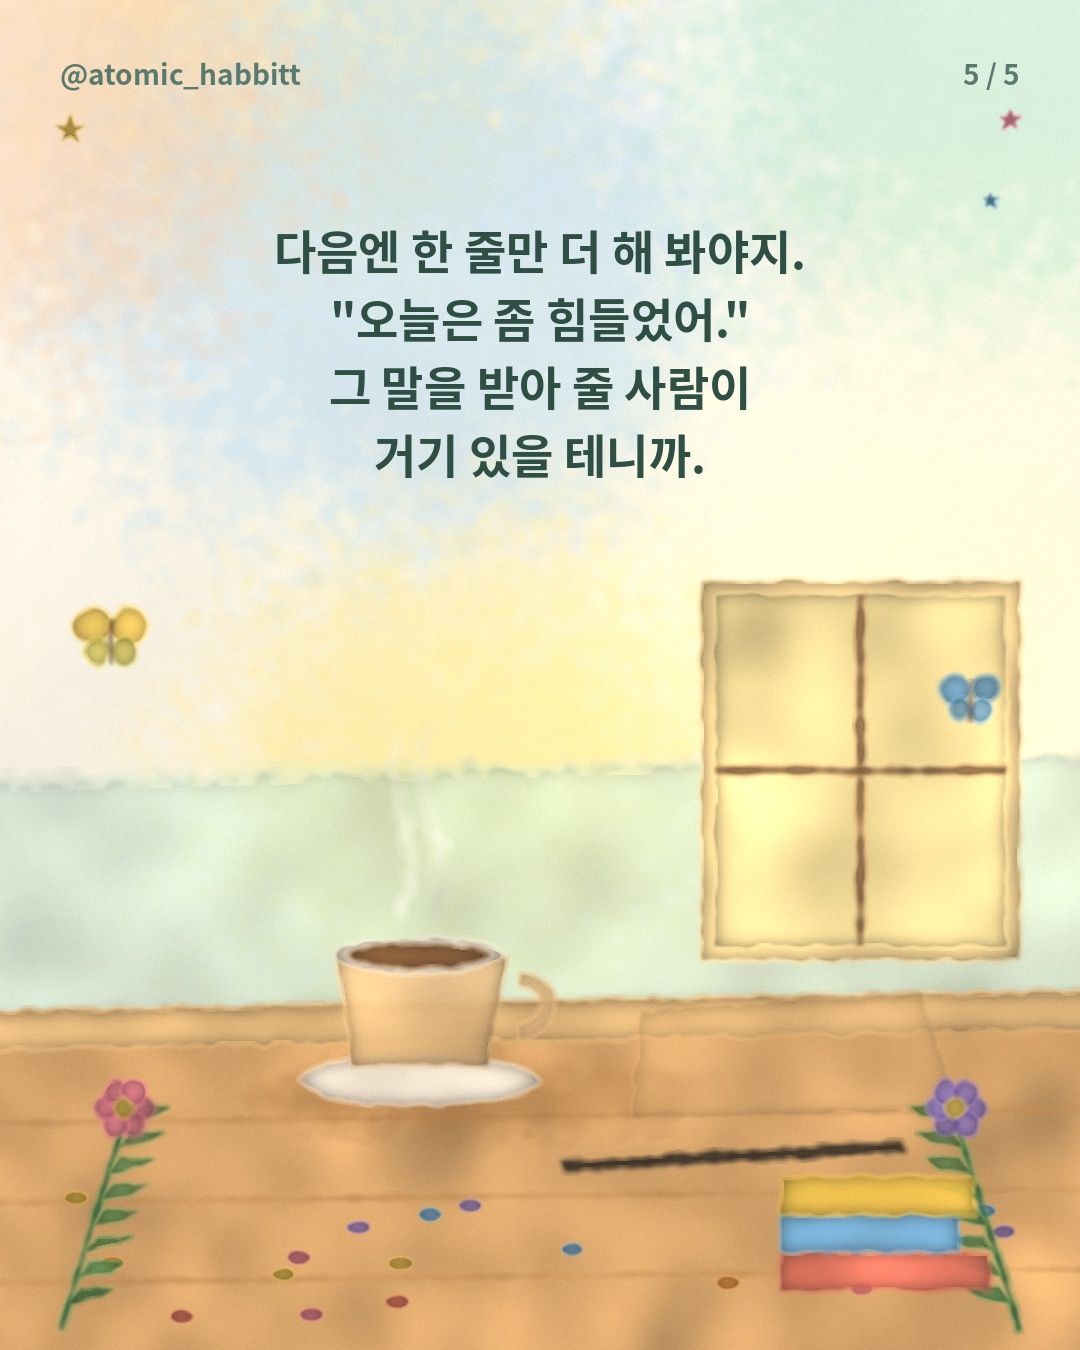 @atomic_habbitt
5 / 5
다음엔 한 줄만 더 해 봐야지.
"오늘은 좀 힘들었어."
그 말을 받아 줄 사람이
거기 있을 테니까.